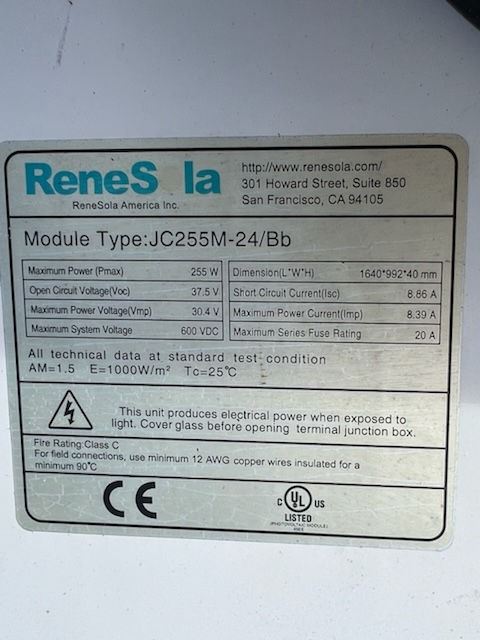 ReneS la
ReneSola America Inc.
http://www.renesola.com/
301 Howard Street, Suite 850
San Francisco, CA 94105
Module Type:JC255M-24/Bb
Maximum Power (Pmax) 255 W
Open Circuit Voltage(Voc) 37.5 V
Maximum Power Voltage(Vmp) 30.4 V
Maximum System Voltage 600 VDC
Dimension(L*W*H) 1640*992*40 mm
Short Circuit Current(Isc) 8.86 A
Maximum Power Current(Imp) 8.39 A
Maximum Series Fuse Rating 20 A
All technical data at standard test condition
AM=1.5 E=1000W/m² Tc=25℃
This unit produces electrical power when exposed to
light. Cover glass before opening terminal junction box.
Fire Rating:Class C
For field connections, use minimum 12 AWG copper wires insulated for a
minimum 90℃
CE
C UL US
LISTED
(PHOTOVOLTAIC MODULE)